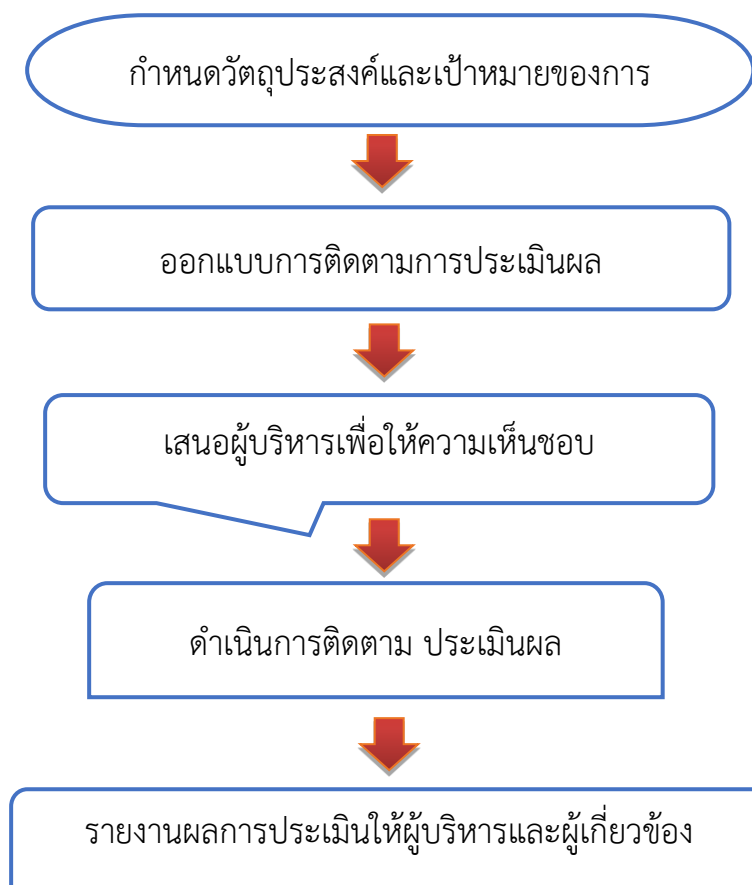 กำหนดวัตถุประสงค์และเป้าหมายของการ
ออกแบบการติดตามการประเมินผล
เสนอผู้บริหารเพื่อให้ความเห็นชอบ
ดำเนินการติดตาม ประเมินผล
รายงานผลการประเมินให้ผู้บริหารและผู้เกี่ยวข้อง